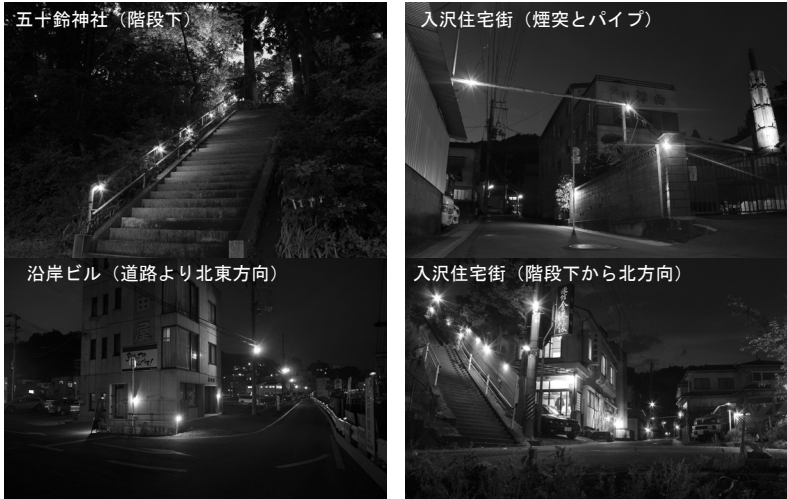 五十鈴神社（階段下）
入沢住宅街（煙突とパイプ）
沿岸ビル（道路より北東方向）
入沢住宅街（階段下から北方向）